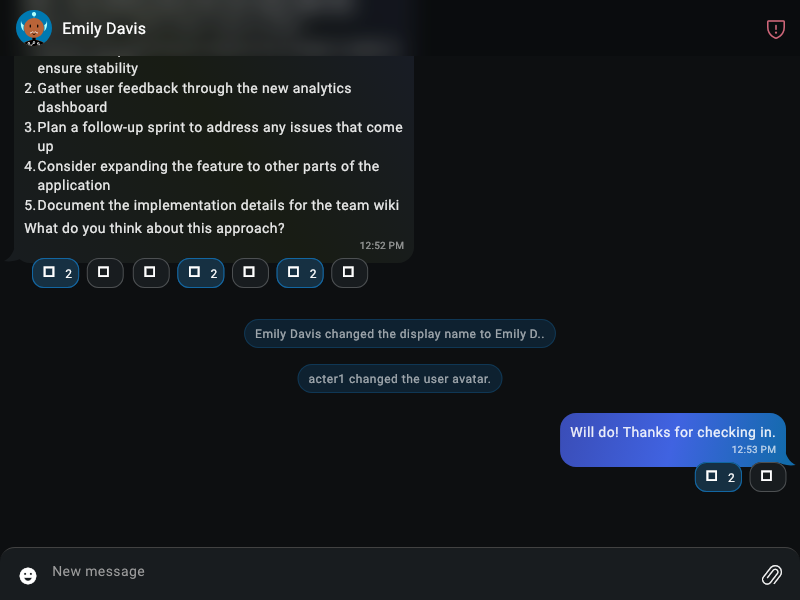 Emily Davis
ensure stability
2.Gather user feedback through the new analytics
dashboard
3.Plan a follow-up sprint to address any issues that come
up
4.Consider expanding the feature to other parts of the
application
5.Document the implementation details for the team wiki
What do you think about this approach?
12:52 PM
2
2
2
Emily Davis changed the display name to Emily D..
acter1 changed the user avatar.
Will do! Thanks for checking in.
12:53 PM
2
New message